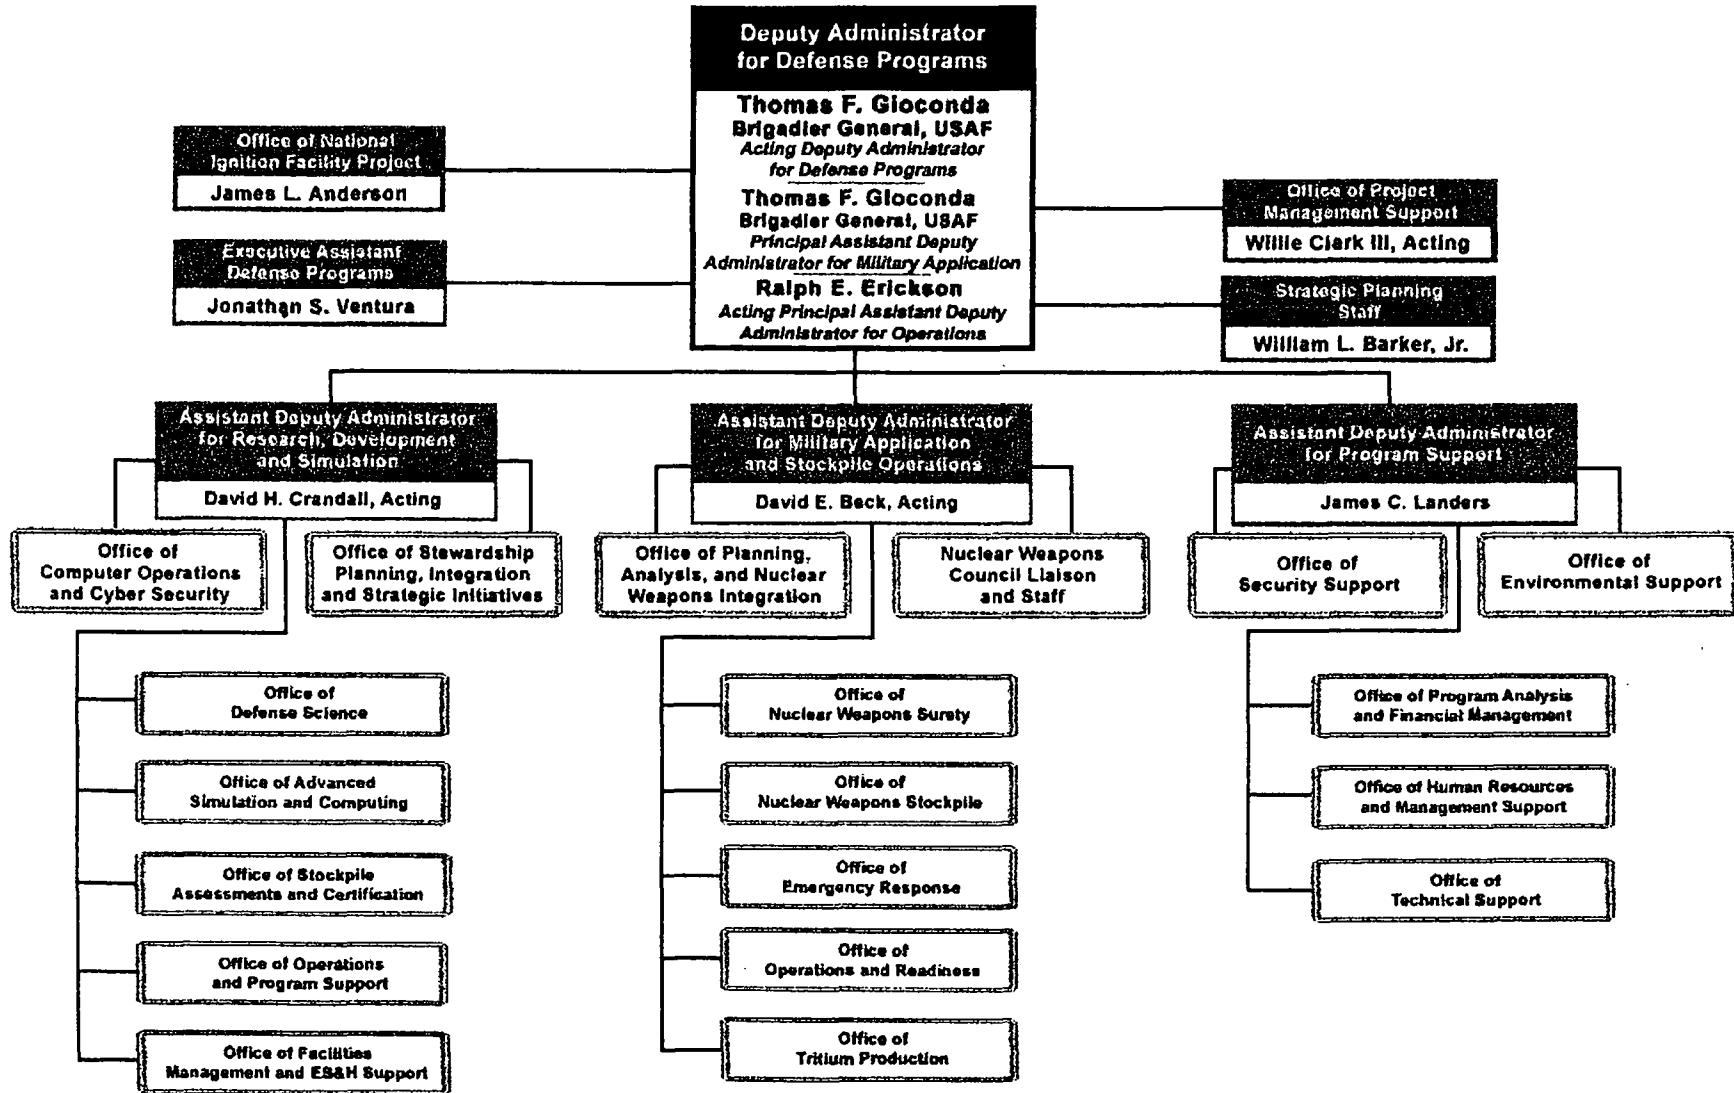 Deputy Administrator
for Defense Programs
Thomas F. Gioconda
Brigadier General, USAF
Acting Deputy Administrator
for Defense Programs
Thomas F. Gioconda
Brigadier General, USAF
Principal Assistant Deputy
Administrator for Military Application
Ralph E. Erickson
Acting Principal Assistant Deputy
Administrator for Operations
Office of National
Ignition Facility Project
James L. Anderson
Executive Assistant
Defense Programs
Jonathan S. Ventura
Office of Project
Management Support
Willie Clark III, Acting
Strategic Planning
Staff
William L. Barker, Jr.
Assistant Deputy Administrator
for Research, Development
and Simulation
David H. Crandall, Acting
Office of
Computer Operations
and Cyber Security
Office of Stewardship
Planning, Integration
and Strategic Initiatives
Office of
Defense Science
Office of Advanced
Simulation and Computing
Office of Stockpile
Assessments and Certification
Office of Operations
and Program Support
Office of Facilities
Management and ES&H Support
Assistant Deputy Administrator
for Military Application
and Stockpile Operations
David E. Beck, Acting
Office of Planning,
Analysis, and Nuclear
Weapons Integration
Nuclear Weapons
Council Liaison
and Staff
Office of
Nuclear Weapons Surety
Office of
Nuclear Weapons Stockpile
Office of
Emergency Response
Office of
Operations and Readiness
Office of
Tritium Production
Assistant Deputy Administrator
for Program Support
James C. Landers
Office of
Security Support
Office of
Environmental Support
Office of Program Analysis
and Financial Management
Office of Human Resources
and Management Support
Office of
Technical Support